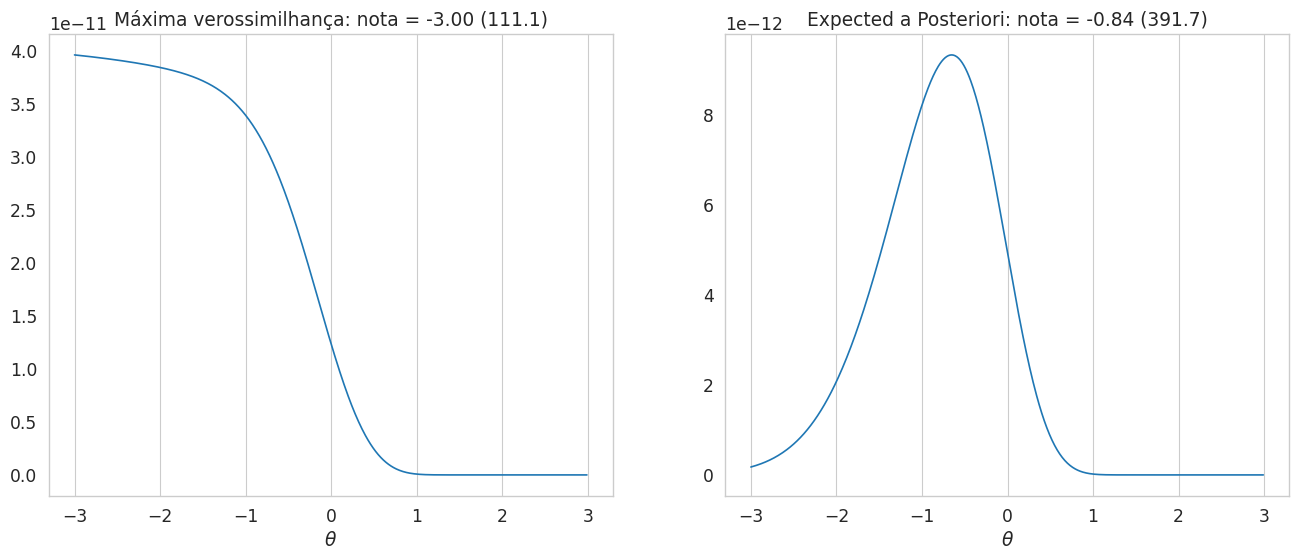 Máxima verossimilhança: nota = -3.00 (111.1)
1e−11
4.0
3.5
3.0
2.5
2.0
1.5
1.0
0.5
0.0
−3 −2 −1 0 1 2 3
θ
Expected a Posteriori: nota = -0.84 (391.7)
1e−12
8
6
4
2
0
−3 −2 −1 0 1 2 3
θ